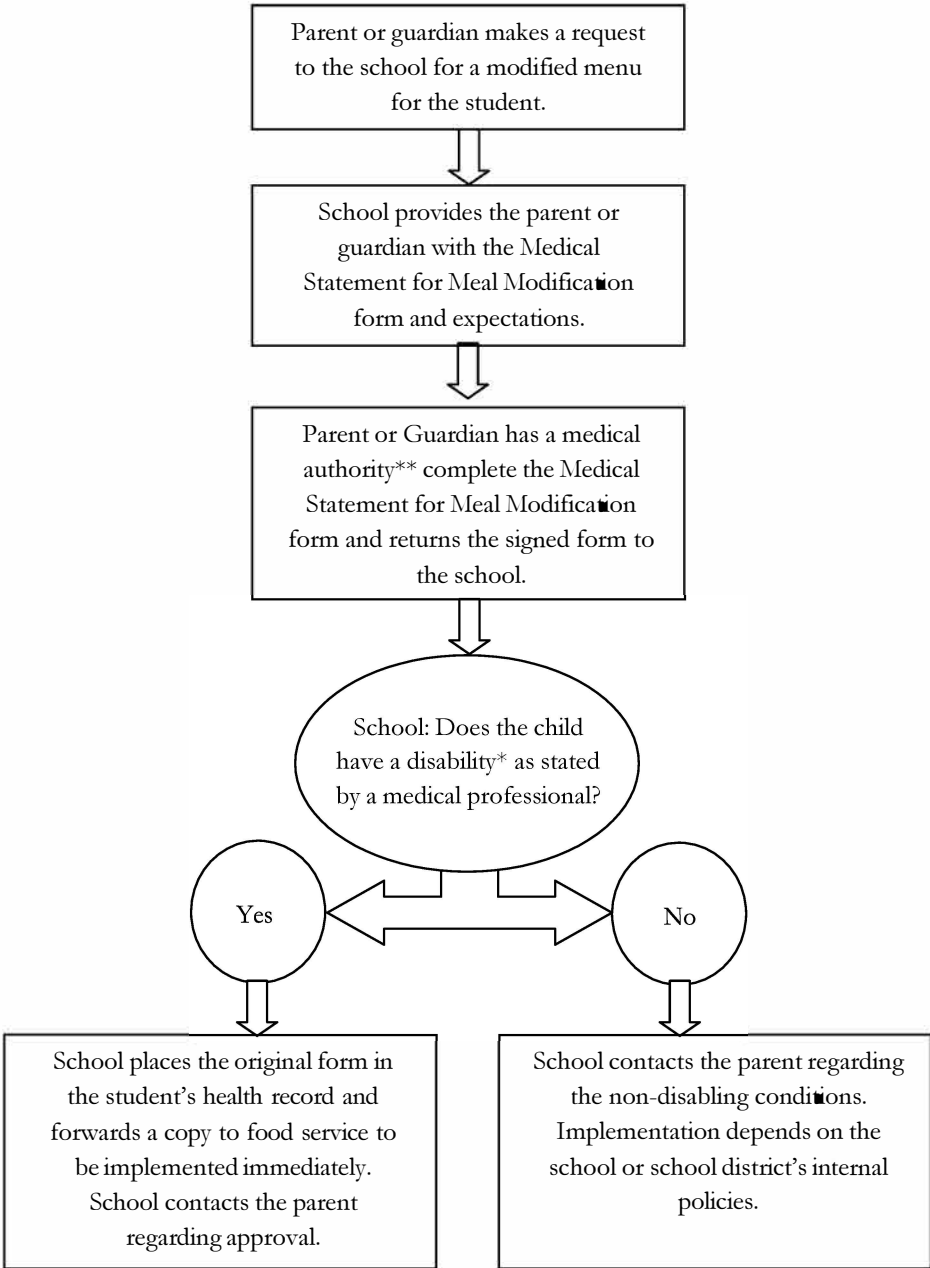 Parent or guardian makes a request
to the school for a modified menu
for the student.
School provides the parent or
guardian with the Medical
Statement for Meal Modification
form and expectations.
Parent or Guardian has a medical
authority** complete the Medical
Statement for Meal Modification
form and returns the signed form to
the school.
School: Does the child
have a disability* as stated
by a medical professional?
Yes
No
School places the original form in
the student's health record and
forwards a copy to food service to
be implemented immediately.
School contacts the parent
regarding approval.
School contacts the parent regarding
the non-disabling conditions.
Implementation depends on the
school or school district's internal
policies.